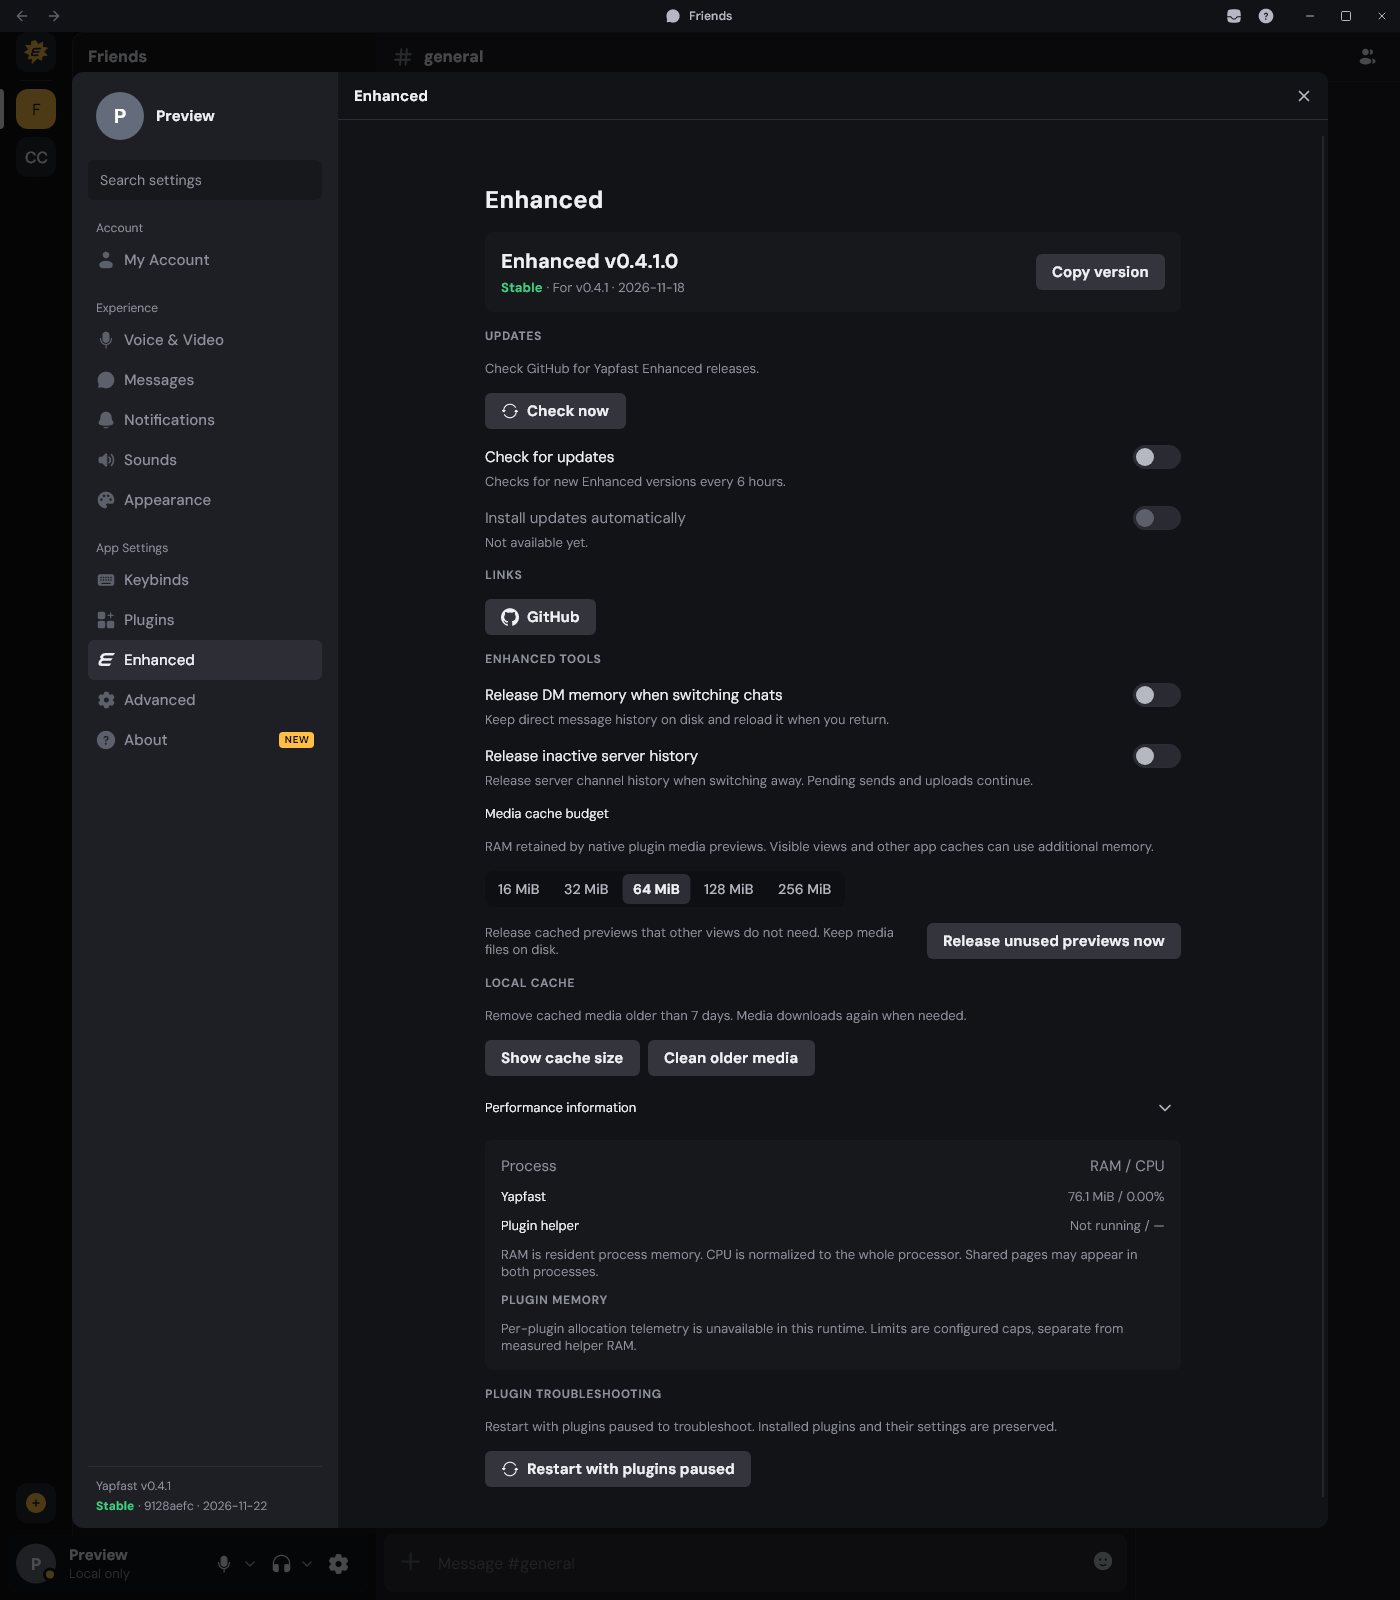 Friends
Friends
general
F
CC
P
Preview
Search settings
Account
My Account
Experience
Voice & Video
Messages
Notifications
Sounds
Appearance
App Settings
Keybinds
Plugins
Enhanced
Advanced
About
NEW
Yapfast v0.4.1
Stable · 9128aefc · 2026-11-22
Enhanced
Enhanced
Enhanced v0.4.1.0
Stable · For v0.4.1 · 2026-11-18
Copy version
UPDATES
Check GitHub for Yapfast Enhanced releases.
Check now
Check for updates
Checks for new Enhanced versions every 6 hours.
Install updates automatically
Not available yet.
LINKS
GitHub
ENHANCED TOOLS
Release DM memory when switching chats
Keep direct message history on disk and reload it when you return.
Release inactive server history
Release server channel history when switching away. Pending sends and uploads continue.
Media cache budget
RAM retained by native plugin media previews. Visible views and other app caches can use additional memory.
16 MiB 32 MiB 64 MiB 128 MiB 256 MiB
Release cached previews that other views do not need. Keep media
files on disk.
Release unused previews now
LOCAL CACHE
Remove cached media older than 7 days. Media downloads again when needed.
Show cache size
Clean older media
Performance information
Process RAM / CPU
Yapfast 76.1 MiB / 0.00%
Plugin helper Not running / —
RAM is resident process memory. CPU is normalized to the whole processor. Shared pages may appear in
both processes.
PLUGIN MEMORY
Per-plugin allocation telemetry is unavailable in this runtime. Limits are configured caps, separate from
measured helper RAM.
PLUGIN TROUBLESHOOTING
Restart with plugins paused to troubleshoot. Installed plugins and their settings are preserved.
Restart with plugins paused
P
Preview
Local only
Message #general